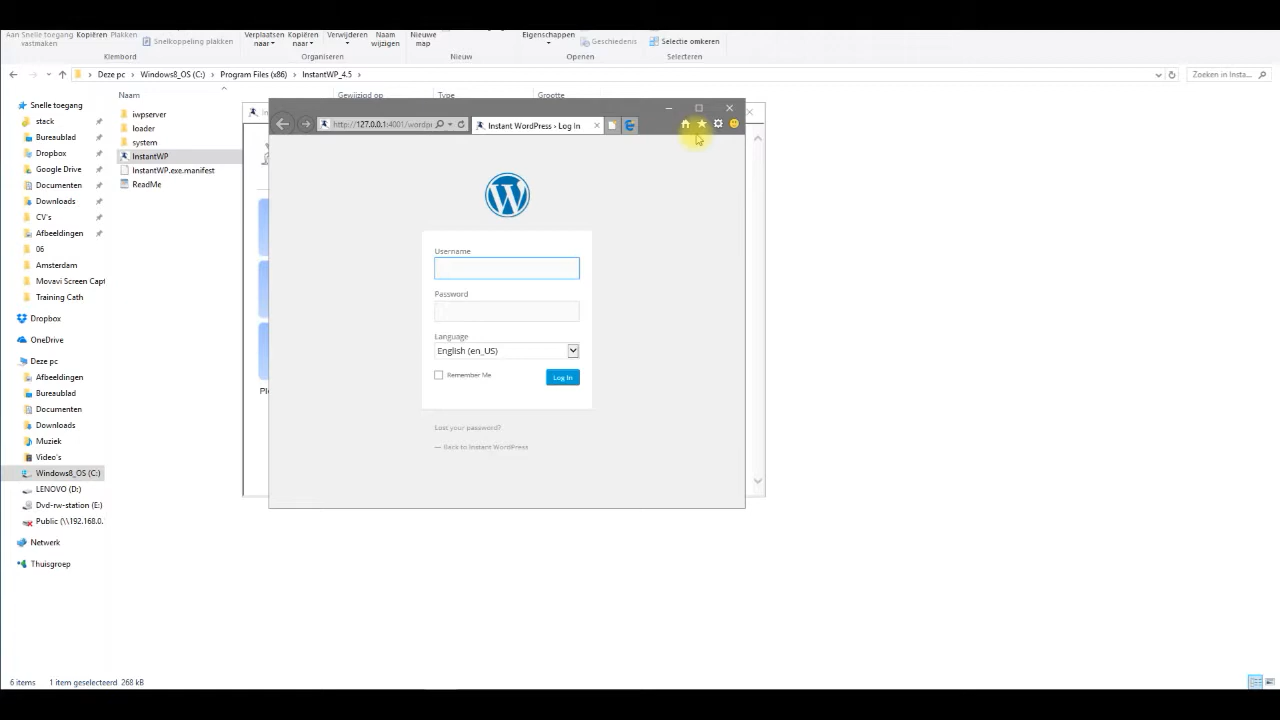 Aan Snelle toegang vastmaken
Kopiëren
Plakken
Snelkoppeling plakken
Verplaatsen naar
Kopiëren naar
Verwijderen
Naam wijzigen
Nieuwe map
Eigenschappen
Geschiedenis
Selectie omkeren
Klembord
Organiseren
Nieuw
Openen
Selecteren
Deze pc > Windows8_OS (C:) > Program Files (x86) > InstantWP_4.5 >
Zoeken in Insta...
Snelle toegang
stack
Bureaublad
Dropbox
Google Drive
Documenten
Downloads
CV's
Afbeeldingen
06
Amsterdam
Movavi Screen Capt
Training Cath
Dropbox
OneDrive
Deze pc
Afbeeldingen
Bureaublad
Documenten
Downloads
Muziek
Video's
Windows8_OS (C:)
LENOVO (D:)
Dvd-rw-station (E:)
Public (\\192.168.0.
Netwerk
Thuisgroep
Naam
Gewijzigd op
Type
Grootte
iwpserver
loader
system
InstantWP
InstantWP.exe.manifest
ReadMe
http://127.0.0.1:4001/wordpr
Instant WordPress › Log In
Username
Password
Language
English (en_US)
Remember Me
Log In
Lost your password?
← Back to Instant WordPress
6 items
1 item geselecteerd 268 kB